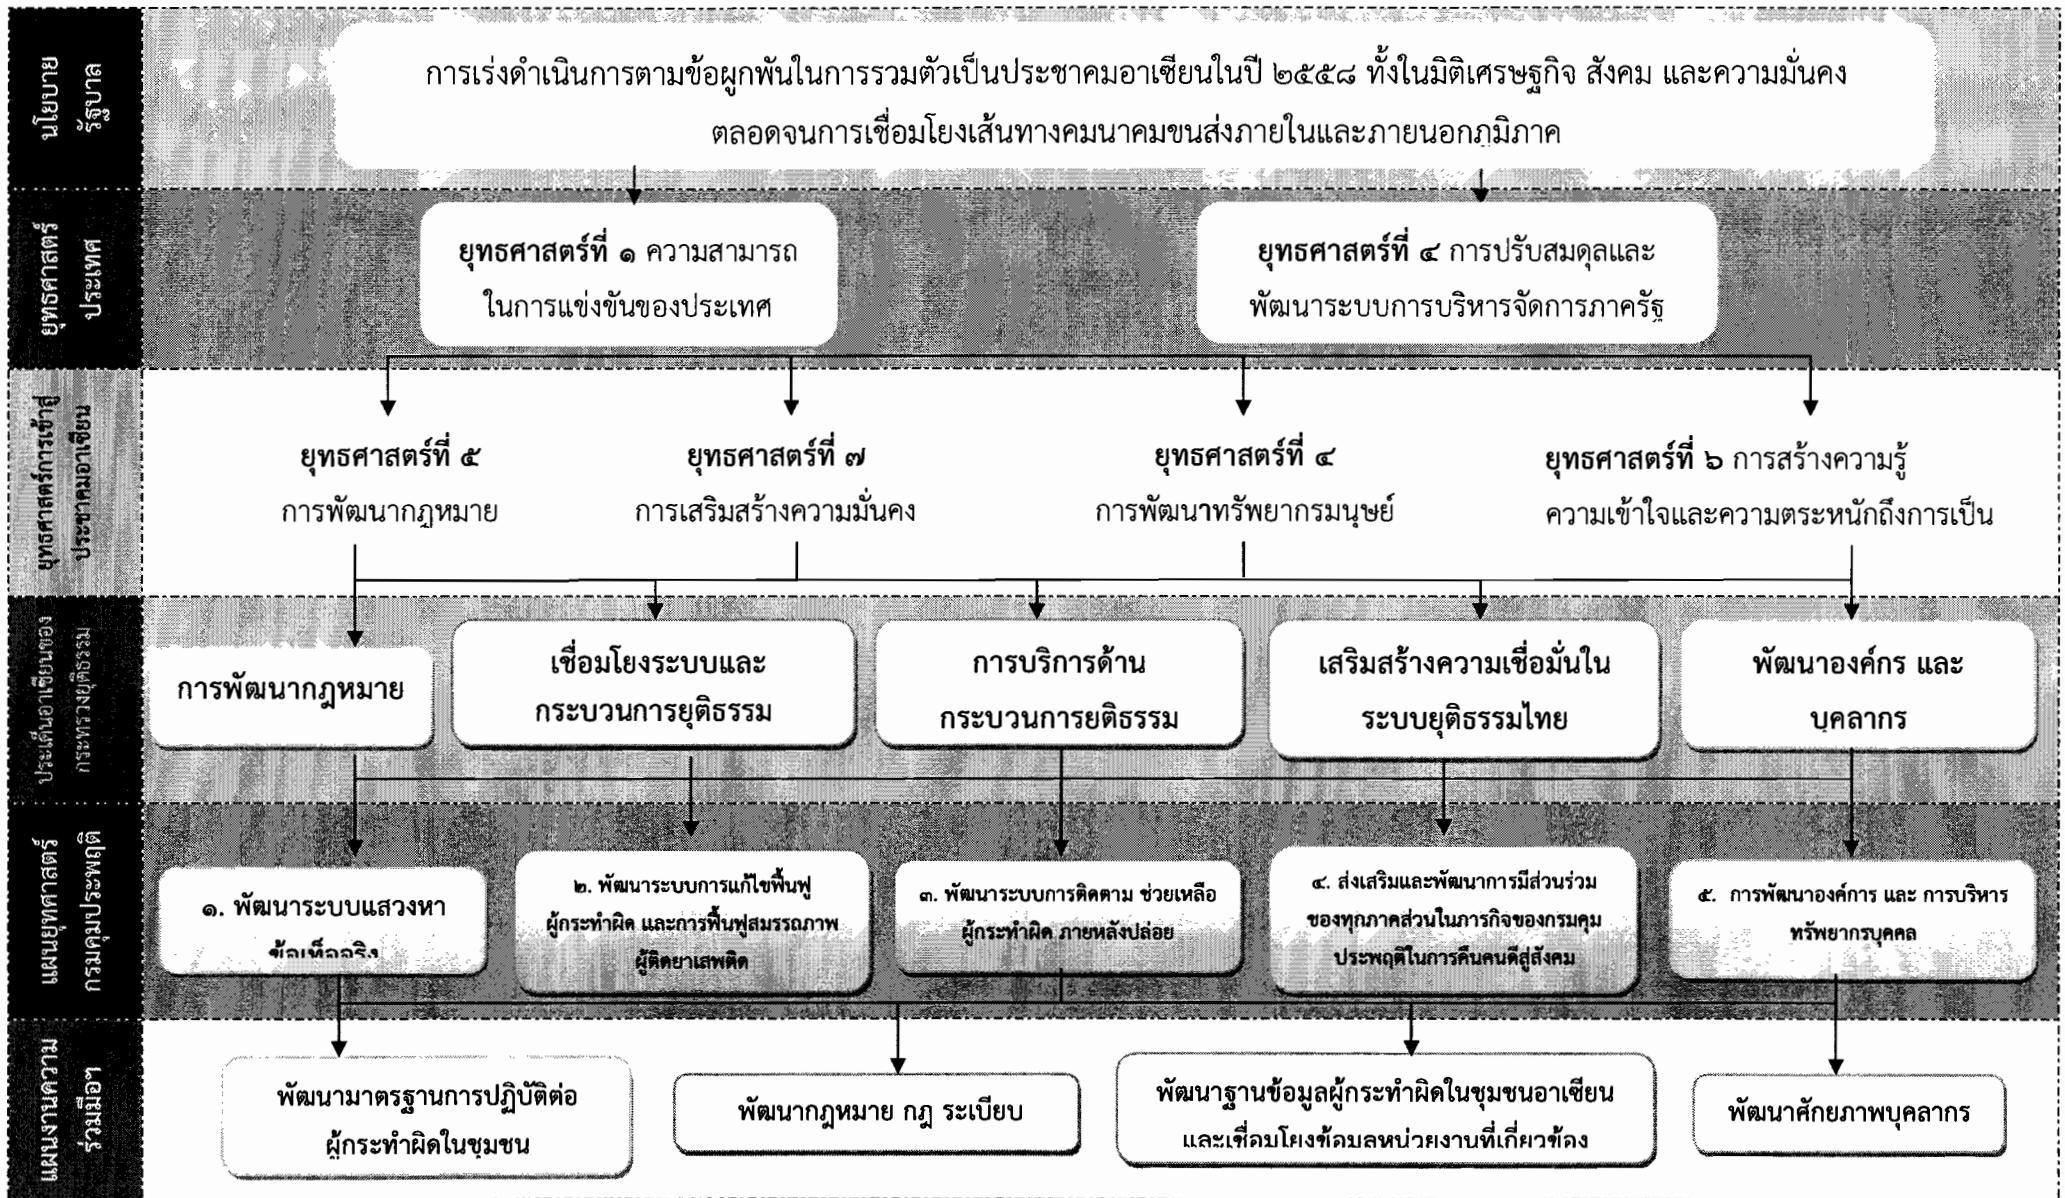 นโยบาย
รัฐบาล
การเร่งดำเนินการตามข้อผูกพันในการรวมตัวเป็นประชาคมอาเซียนในปี ๒๕๕๘ ทั้งในมิติเศรษฐกิจ สังคม และความมั่นคง
ตลอดจนการเชื่อมโยงเส้นทางคมนาคมขนส่งภายในและภายนอกภูมิภาค
ยุทธศาสตร์
ประเทศ
ยุทธศาสตร์ที่ ๑ ความสามารถ
ในการแข่งขันของประเทศ
ยุทธศาสตร์ที่ ๔ การปรับสมดุลและ
พัฒนาระบบการบริหารจัดการภาครัฐ
ยุทธศาสตร์การเข้าสู่
ประชาคมอาเซียน
ยุทธศาสตร์ที่ ๕
การพัฒนากฎหมาย
ยุทธศาสตร์ที่ ๗
การเสริมสร้างความมั่นคง
ยุทธศาสตร์ที่ ๔
การพัฒนาทรัพยากรมนุษย์
ยุทธศาสตร์ที่ ๖ การสร้างความรู้
ความเข้าใจและความตระหนักถึงการเป็น
ประเด็นอาเซียนของ
กระทรวงยุติธรรม
การพัฒนากฎหมาย
เชื่อมโยงระบบและ
กระบวนการยุติธรรม
การบริการด้าน
กระบวนการยุติธรรม
เสริมสร้างความเชื่อมั่นใน
ระบบยุติธรรมไทย
พัฒนาองค์กร และ
บุคลากร
แผนยุทศาสตร์
กรมคุมประพฤติ
๑. พัฒนาระบบแสวงหา
ข้อเท็จจริง
๒. พัฒนาระบบการแก้ไขฟื้นฟู
ผู้กระทำผิด และการฟื้นฟูสมรรถภาพ
ผู้ติดยาเสพติด
๓. พัฒนาระบบการติดตาม ช่วยเหลือ
ผู้กระทำผิด ภายหลังปล่อย
๔. ส่งเสริมและพัฒนาการมีส่วนร่วม
ของทุกภาคส่วนในภารกิจของกรมคุม
ประพฤติในการคืนคนดีสู่สังคม
๕. การพัฒนาองค์การ และ การบริหาร
ทรัพยากรบุคคล
แผนงานความ
ร่วมมือฯ
พัฒนามาตรฐานการปฏิบัติต่อ
ผู้กระทำผิดในชุมชน
พัฒนากฎหมาย กฎ ระเบียบ
พัฒนาฐานข้อมูลผู้กระทำผิดในชุมชนอาเซียน
และเชื่อมโยงข้อมูลหน่วยงานที่เกี่ยวข้อง
พัฒนาศักยภาพบุคลากร